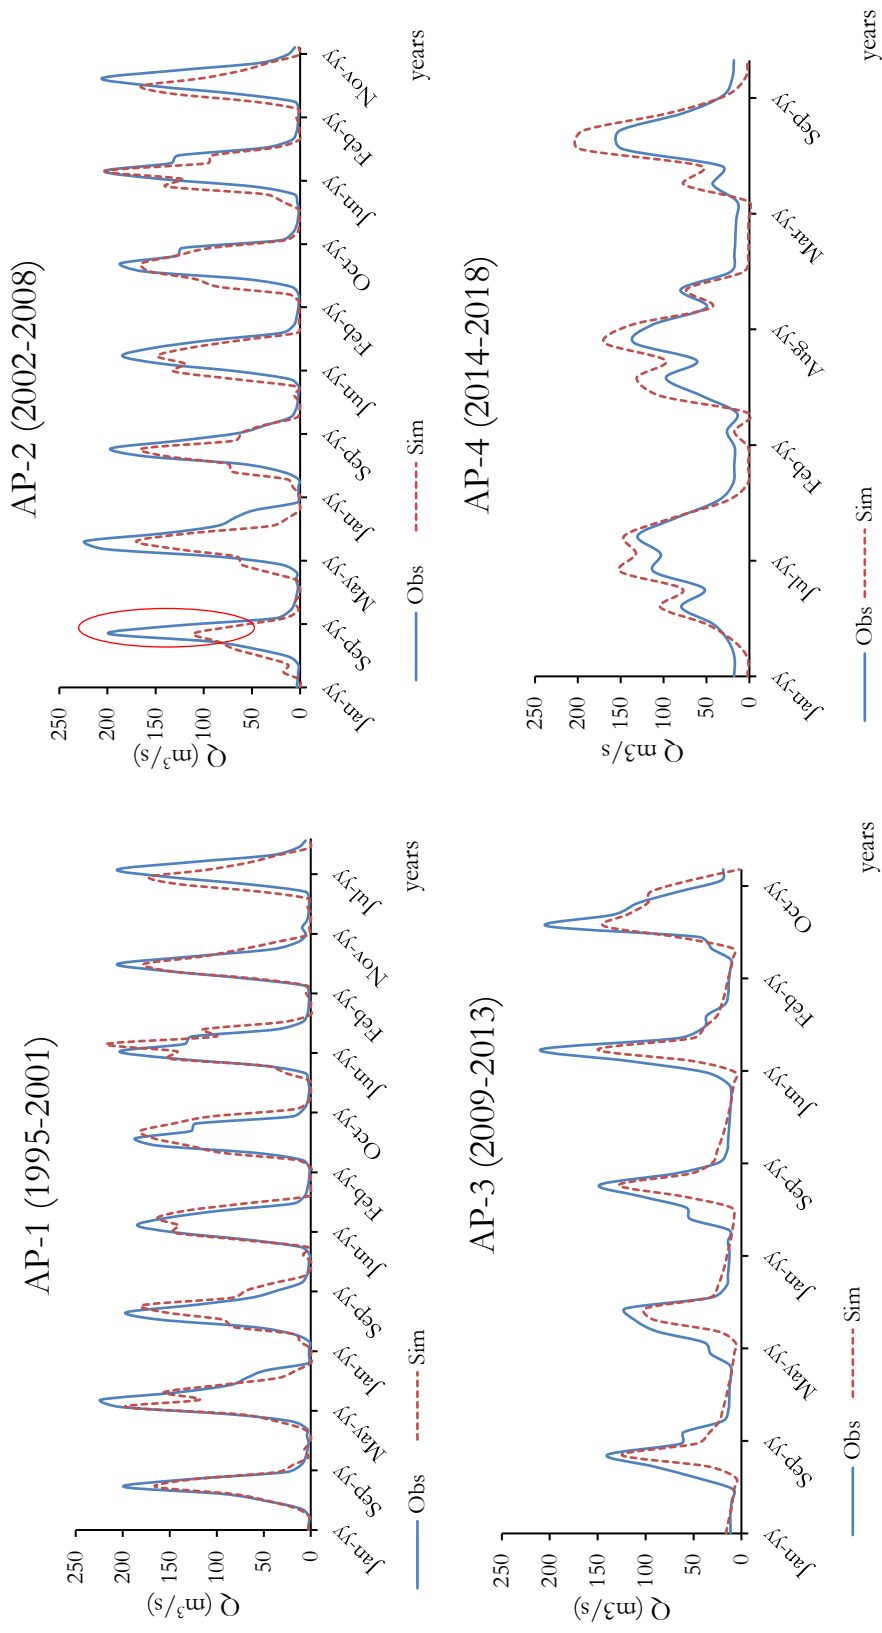 AP-1 (1995-2001)
250
200
150
100
50
0
Q (m³/s)
Jan-yy
Sep-yy
May-yy
Jan-yy
Sep-yy
Jun-yy
Feb-yy
Oct-yy
Jun-yy
Feb-yy
Nov-yy
Jul-yy
years
Obs
Sim
AP-2 (2002-2008)
250
200
150
100
50
0
Q (m³/s)
Jan-yy
Sep-yy
May-yy
Jan-yy
Sep-yy
Jun-yy
Feb-yy
Oct-yy
Jun-yy
Feb-yy
Nov-yy
years
Obs
Sim
AP-3 (2009-2013)
250
200
150
100
50
0
Q (m3/s)
Jan-yy
Sep-yy
May-yy
Jan-yy
Sep-yy
Jun-yy
Feb-yy
Oct-yy
years
Obs
Sim
AP-4 (2014-2018)
250
200
150
100
50
0
Q m3/s
Jan-yy
Jul-yy
Feb-yy
Aug-yy
Mar-yy
Sep-yy
years
Obs
Sim